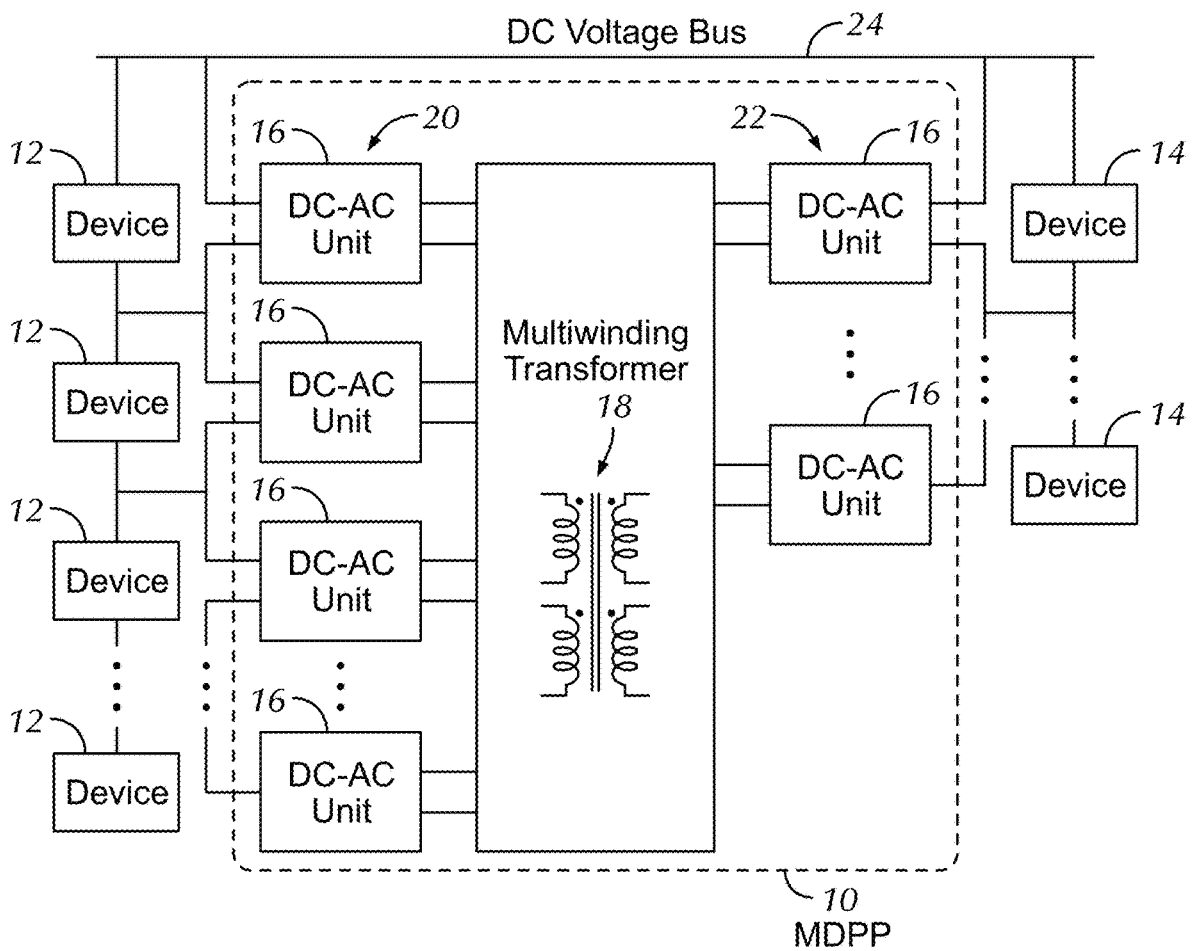 DC Voltage Bus
24
16
20
22
16
12
14
Device
DC-AC
Unit
DC-AC
Unit
Device
16
12
Device
DC-AC
Unit
Multiwinding
Transformer
18
16
14
DC-AC
Unit
Device
16
12
Device
DC-AC
Unit
16
12
Device
DC-AC
Unit
10
MDPP